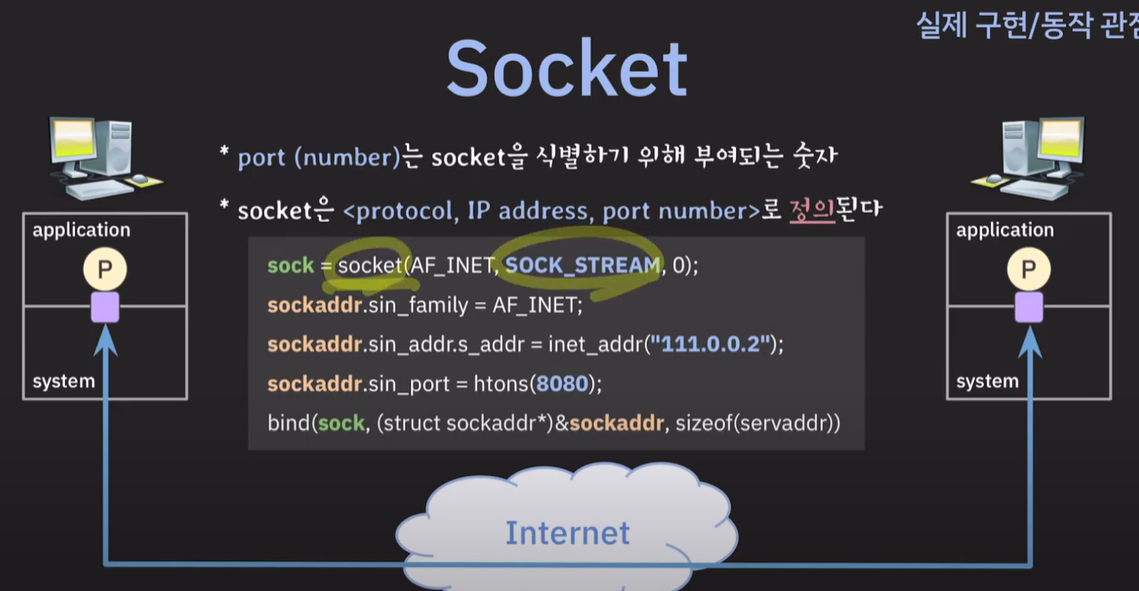 실제 구현/동작 관점
Socket
* port (number)는 socket을 식별하기 위해 부여되는 숫자
* socket은 <protocol, IP address, port number>로 정의된다
application
P
system
sock = socket(AF_INET, SOCK_STREAM, 0);
sockaddr.sin_family = AF_INET;
sockaddr.sin_addr.s_addr = inet_addr("111.0.0.2");
sockaddr.sin_port = htons(8080);
bind(sock, (struct sockaddr*)&sockaddr, sizeof(servaddr))
application
P
system
Internet